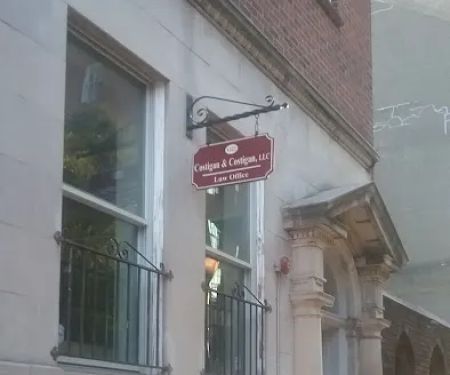 Costigan & Costigan, LLC
Law Office